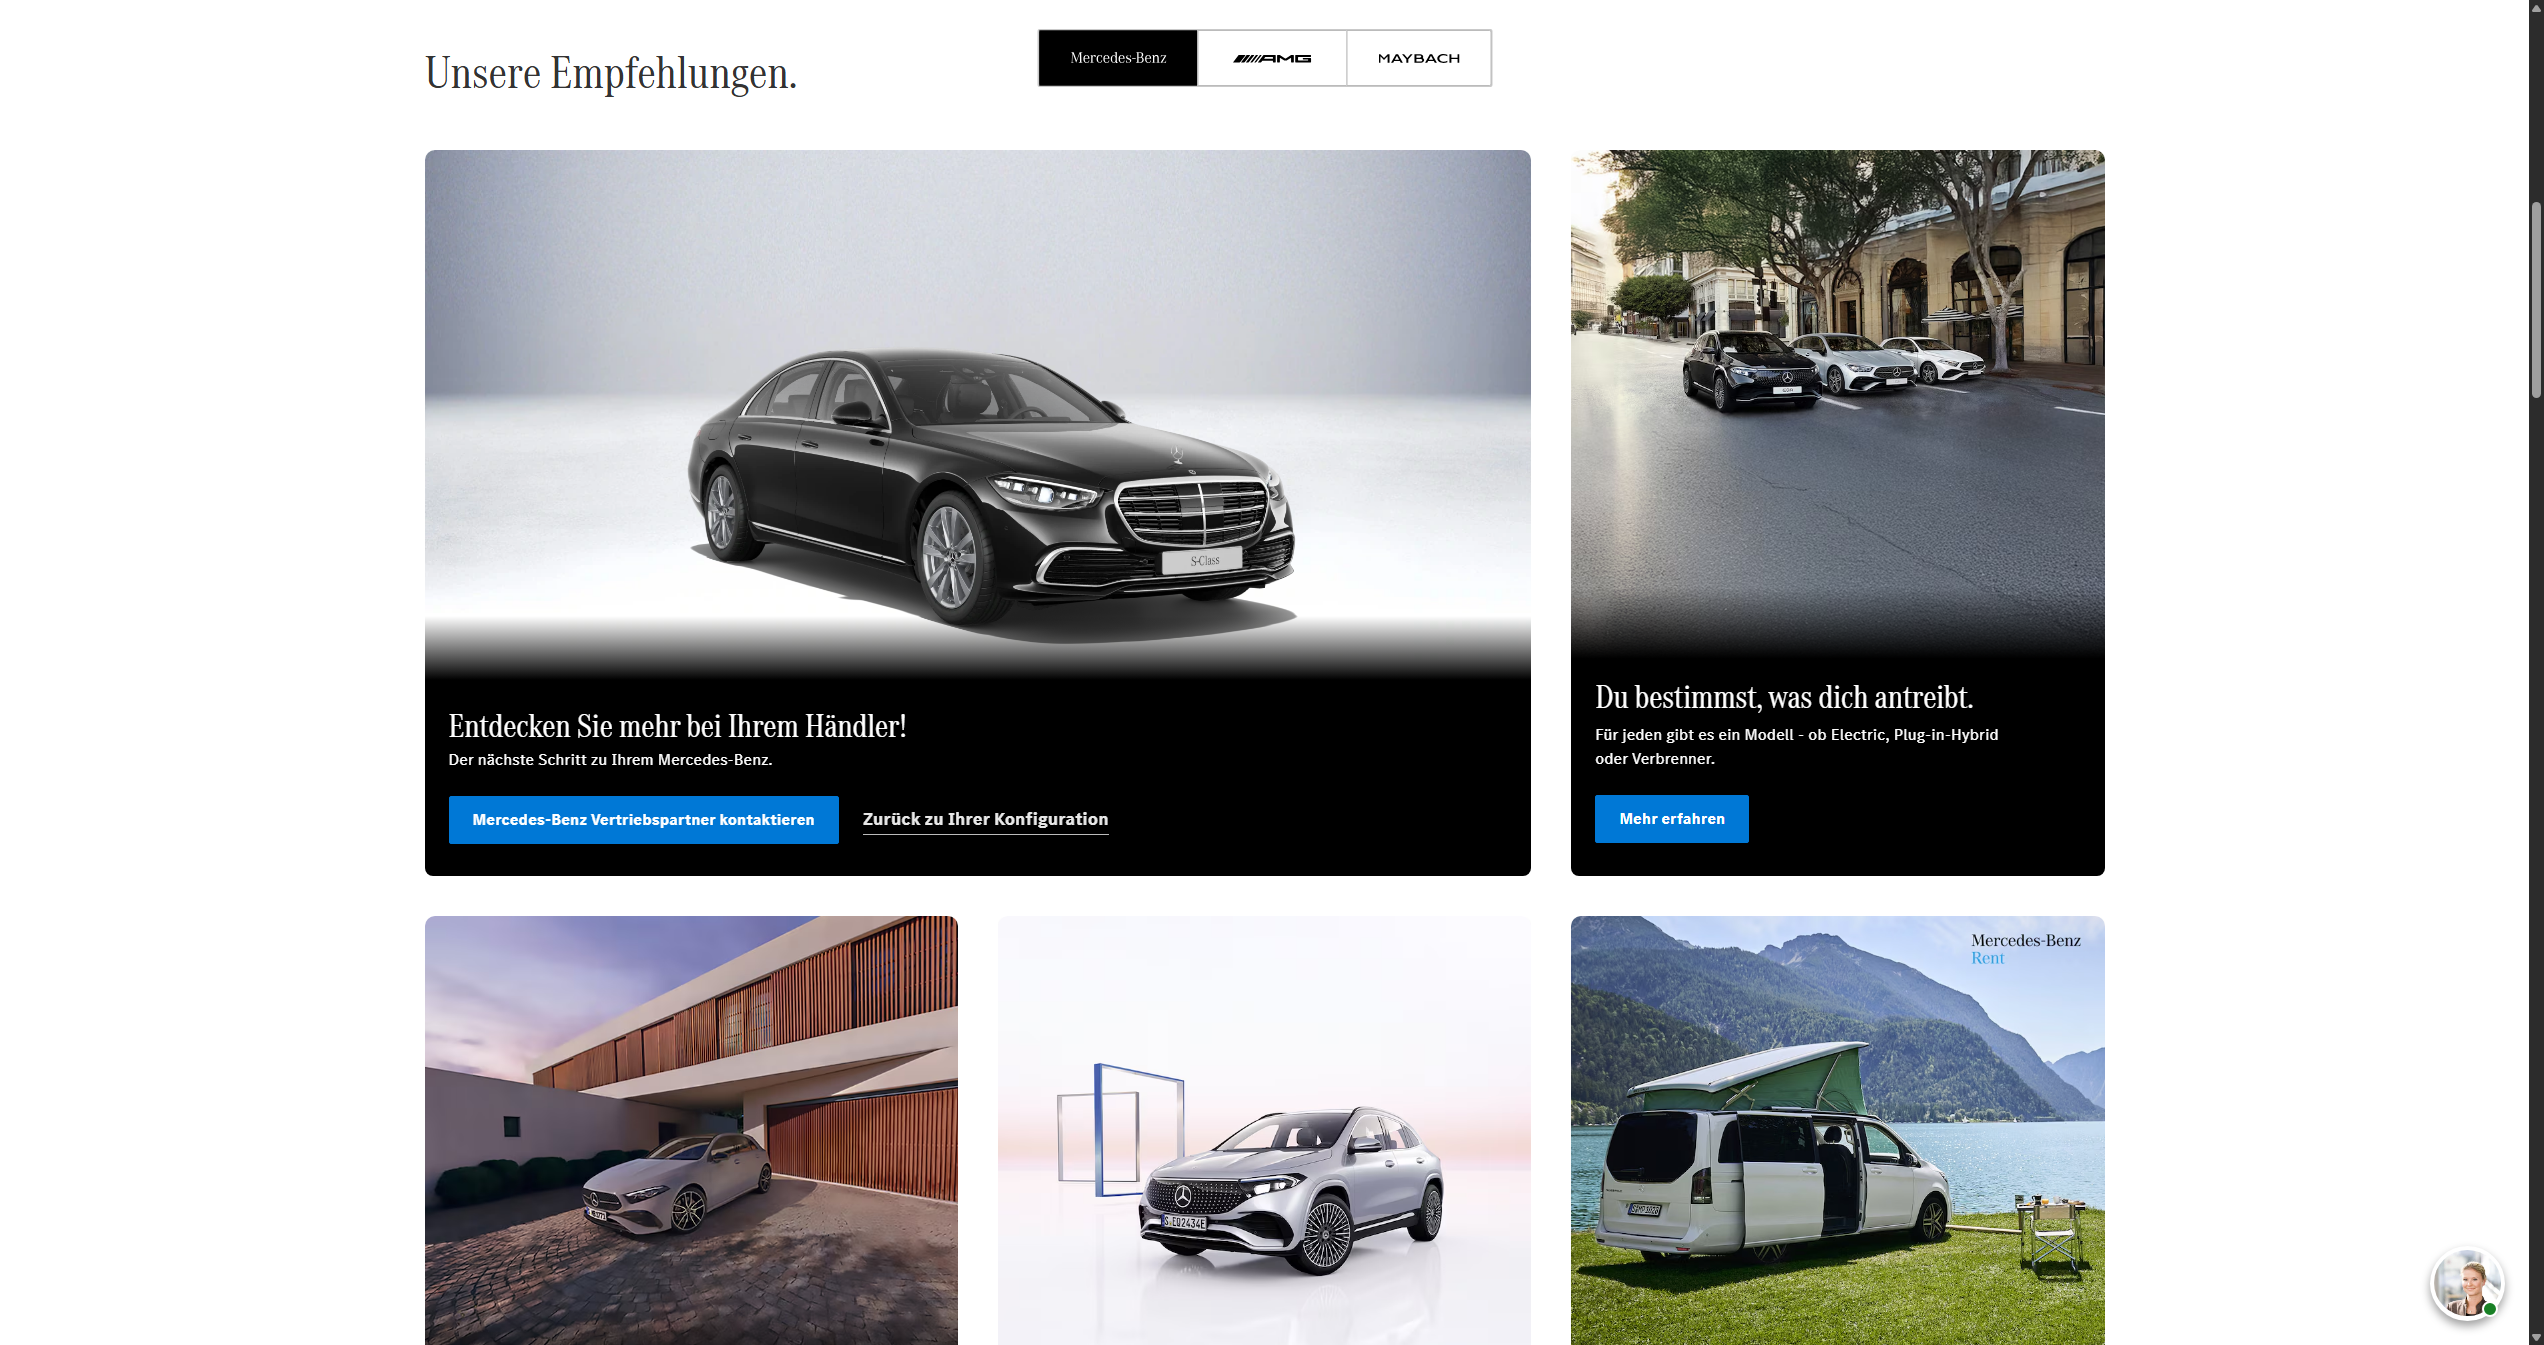 Unsere Empfehlungen.
Mercedes-Benz
AMG
MAYBACH
S-Class
Entdecken Sie mehr bei Ihrem Händler!
Der nächste Schritt zu Ihrem Mercedes-Benz.
Mercedes-Benz Vertriebspartner kontaktieren
Zurück zu Ihrer Konfiguration
Du bestimmst, was dich antreibt.
Für jeden gibt es ein Modell - ob Electric, Plug-in-Hybrid
oder Verbrenner.
Mehr erfahren
S EQ2434E
Mercedes-Benz
Rent